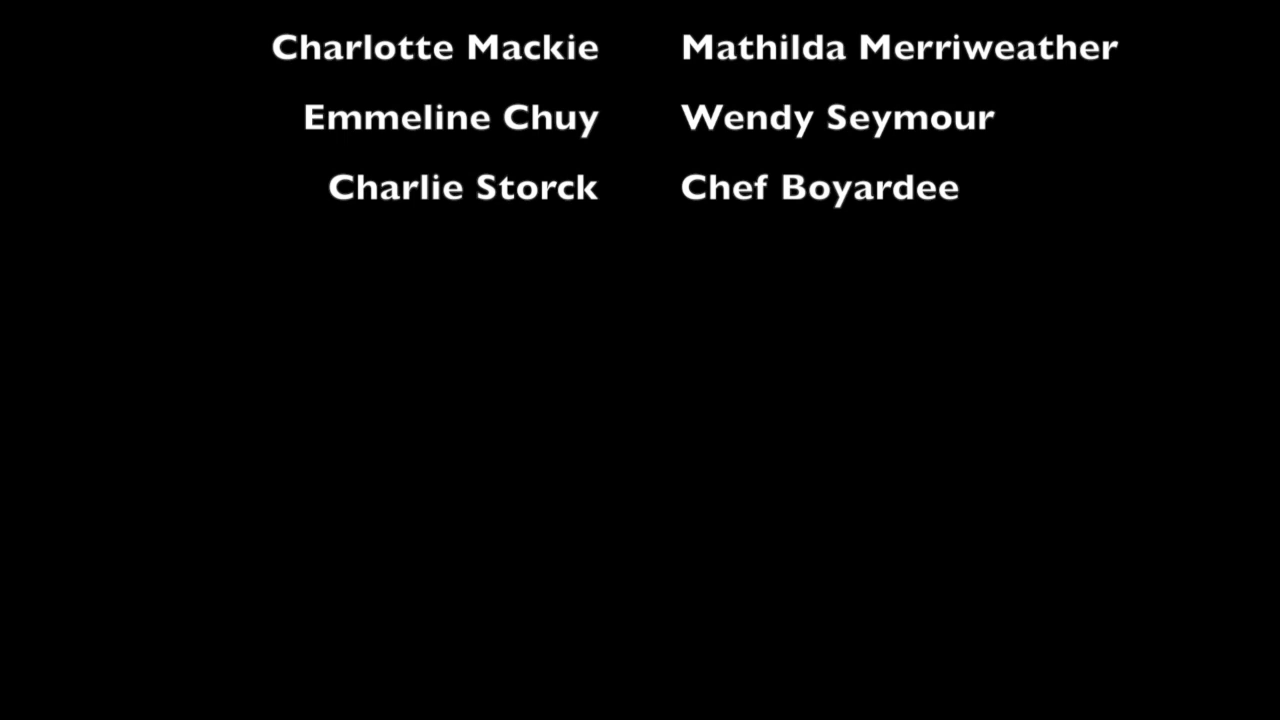 Charlotte Mackie Mathilda Merriweather
Emmeline Chuy Wendy Seymour
Charlie Storck Chef Boyardee